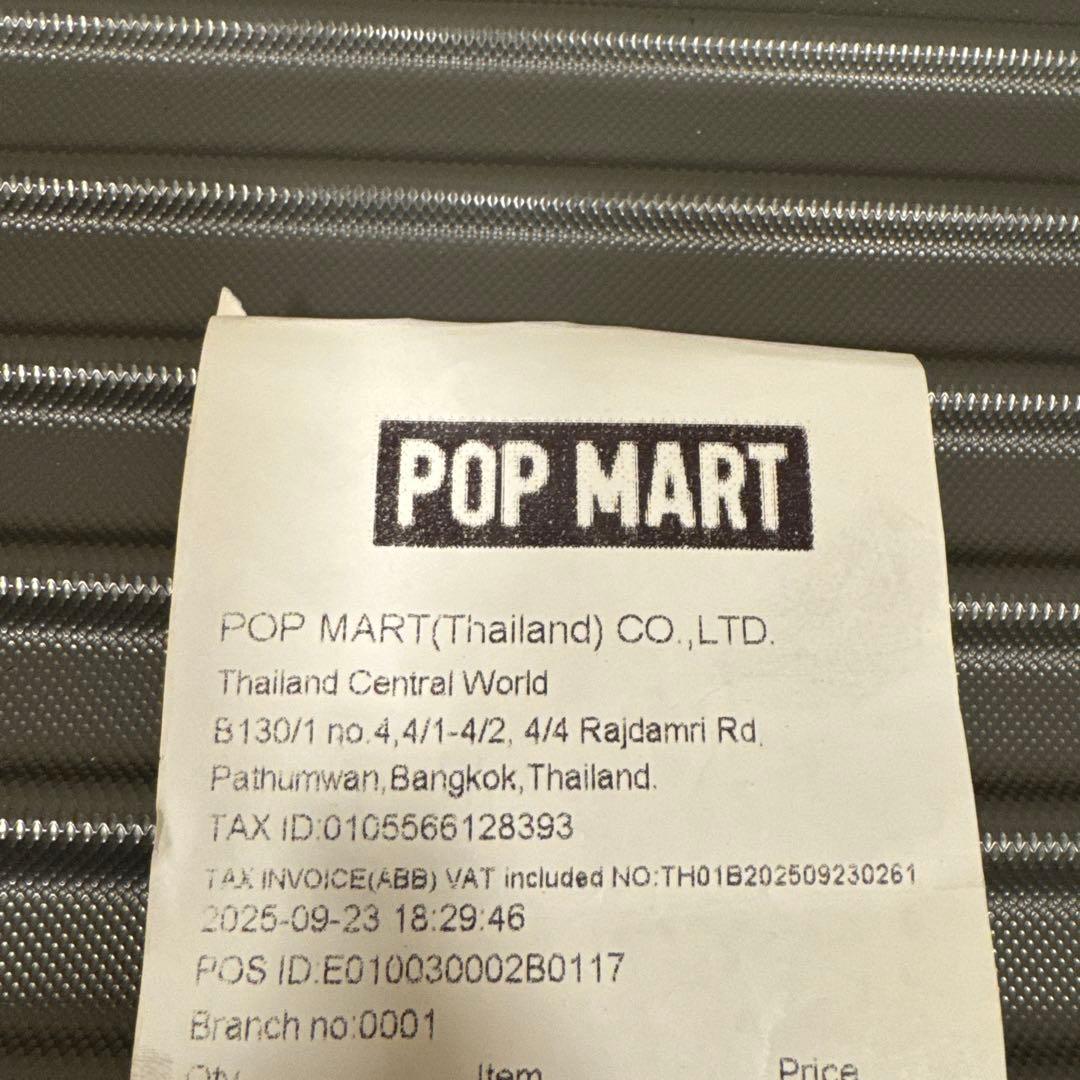 POP MART
POP MART(Thailand) CO.,LTD.
Thailand Central World
B130/1 no.4,4/1-4/2, 4/4 Rajdamri Rd,
Pathumwan,Bangkok,Thailand.
TAX ID:0105566128393
TAX INVOICE(ABB) VAT included NO:TH01B202509230261
2025-09-23 18:29:46
POS ID:E010030002B0117
Branch no:0001
Qty Item Price